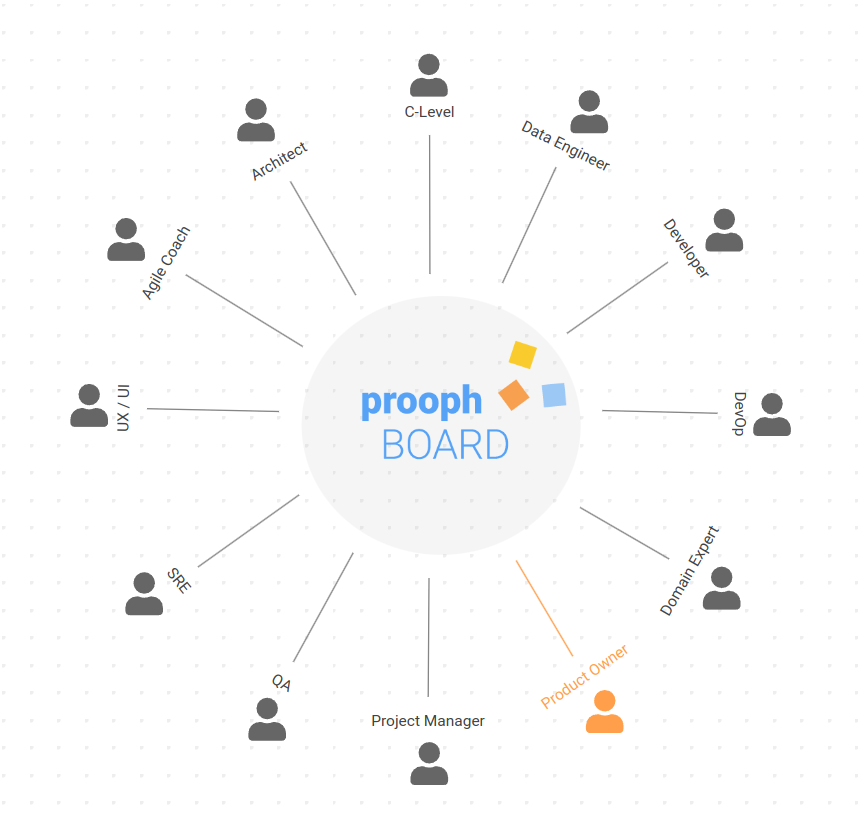 C-Level
Data Engineer
Architect
Developer
Agile Coach
prooph
BOARD
UX / UI
DevOp
SRE
Domain Expert
QA
Product Owner
Project Manager